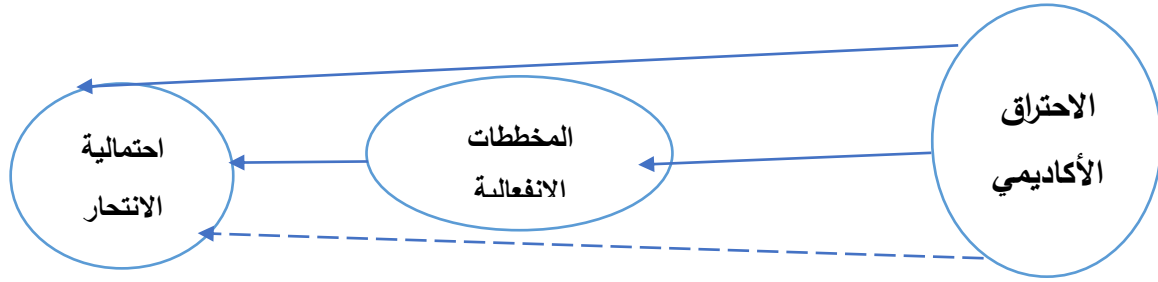 الاحتراق
الأكاديمي
المخططات
الانفعالية
احتمالية
الانتحار